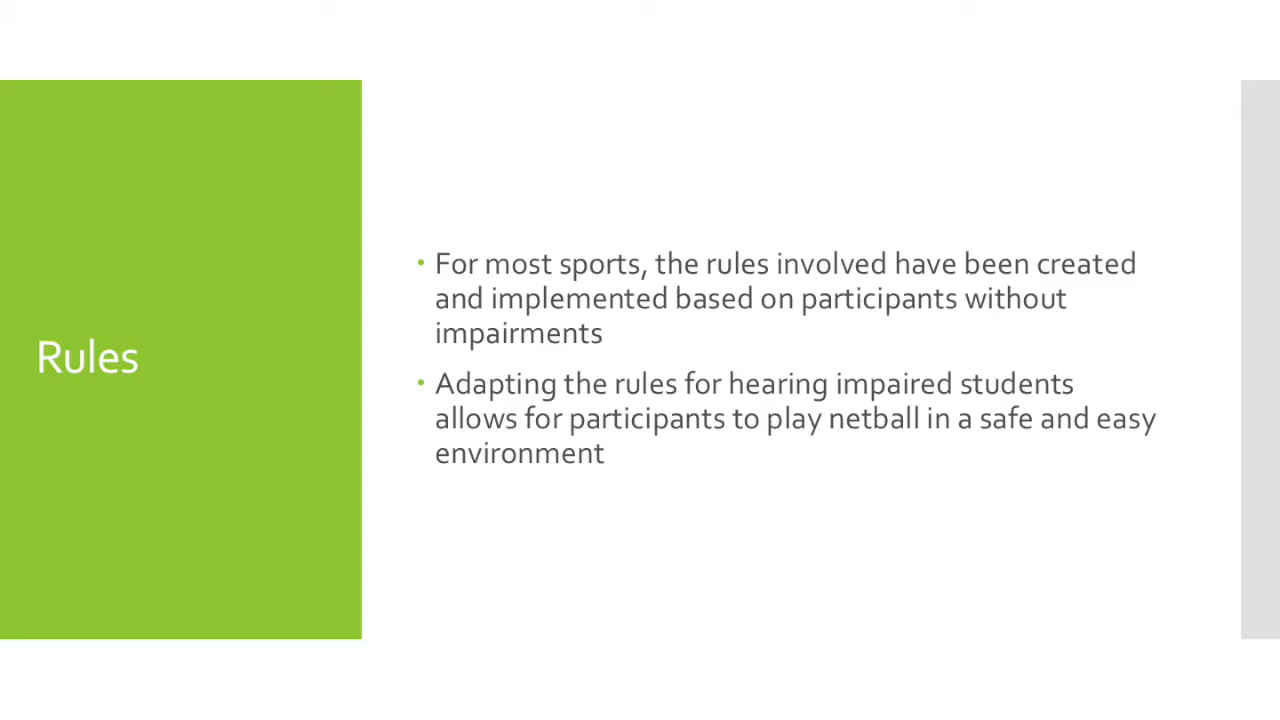 Rules
• For most sports, the rules involved have been created
and implemented based on participants without
impairments
• Adapting the rules for hearing impaired students
allows for participants to play netball in a safe and easy
environment